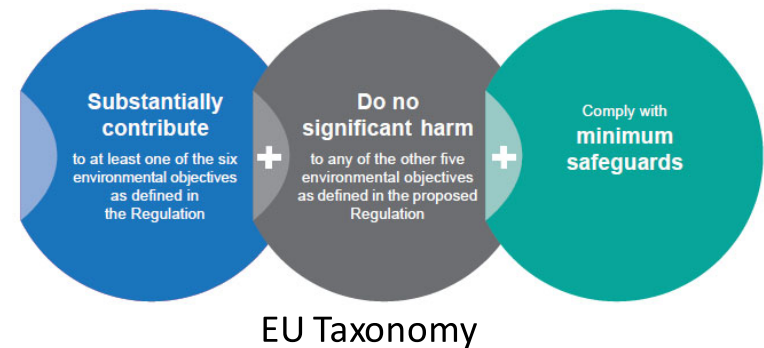 Substantially
contribute
to at least one of the six
environmental objectives
as defined in
the Regulation
+
Do no
significant harm
to any of the other five
environmental objectives
as defined in the proposed
Regulation
+
Comply with
minimum
safeguards
EU Taxonomy